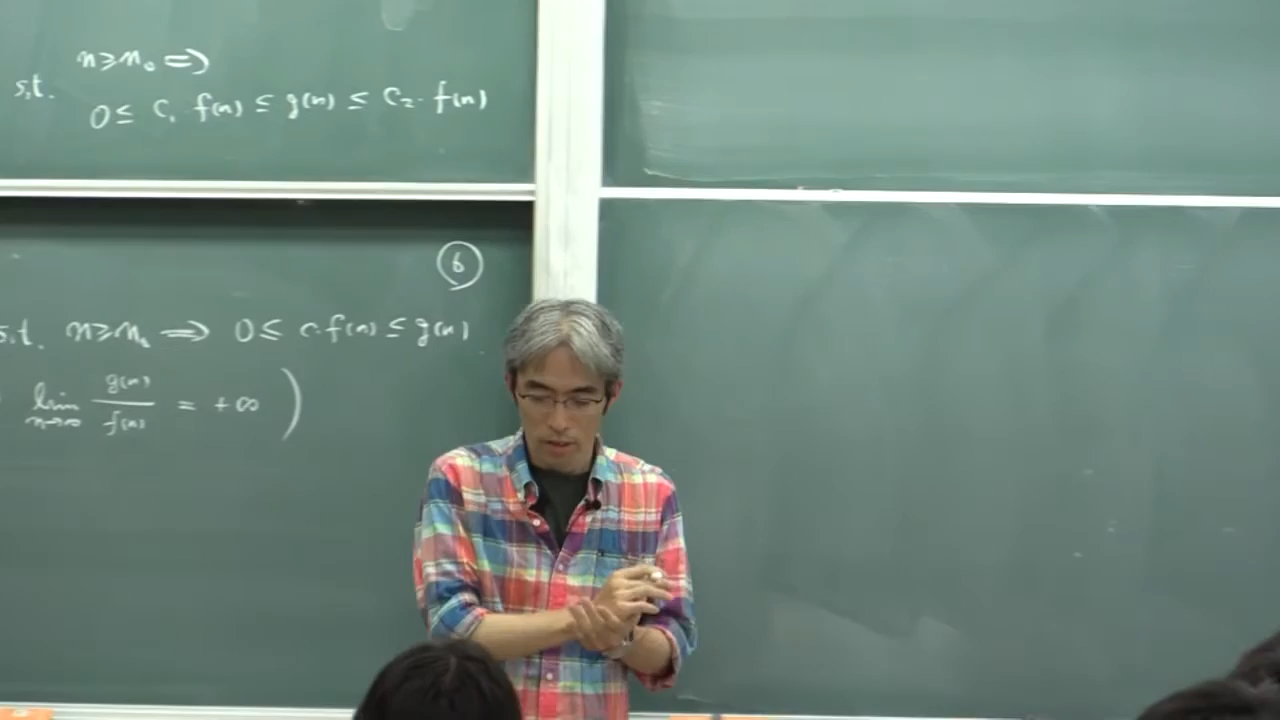 n≥n₀ ⇒
s.t.
0≤ C₁ f(n) ≤ g(n) ≤ C₂· f(n)
⑥
s.t. n≥n₀ ⇒ 0≤ c·f(n) ≤ g(n)
lim n→∞ g(n)/f(n) = +∞ )